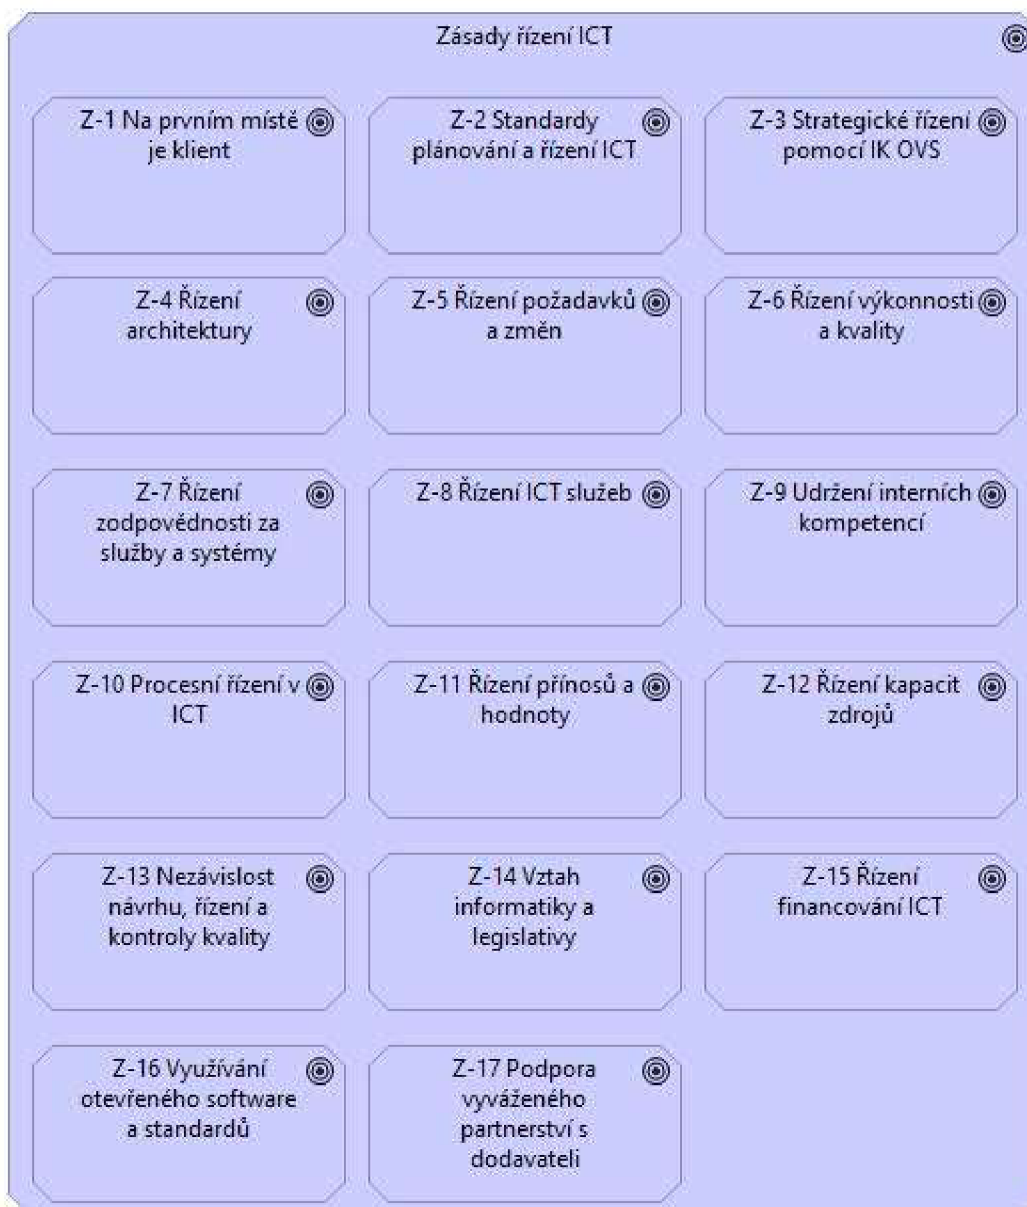 Zásady řízení ICT
Z-1 Na prvním místě
je klient
Z-2 Standardy
plánování a řízení ICT
Z-3 Strategické řízení
pomocí IK OVS
Z-4 Řízení
architektury
Z-5 Řízení požadavků
a změn
Z-6 Řízení výkonnosti
a kvality
Z-7 Řízení
zodpovědnosti za
služby a systémy
Z-8 Řízení ICT služeb
Z-9 Udržení interních
kompetencí
Z-10 Procesní řízení v
ICT
Z-11 Řízení přínosů a
hodnoty
Z-12 Řízení kapacit
zdrojů
Z-13 Nezávislost
návrhu, řízení a
kontroly kvality
Z-14 Vztah
informatiky a
legislativy
Z-15 Řízení
financování ICT
Z-16 Využívání
otevřeného software
a standardů
Z-17 Podpora
vyváženého
partnerství s
dodavateli